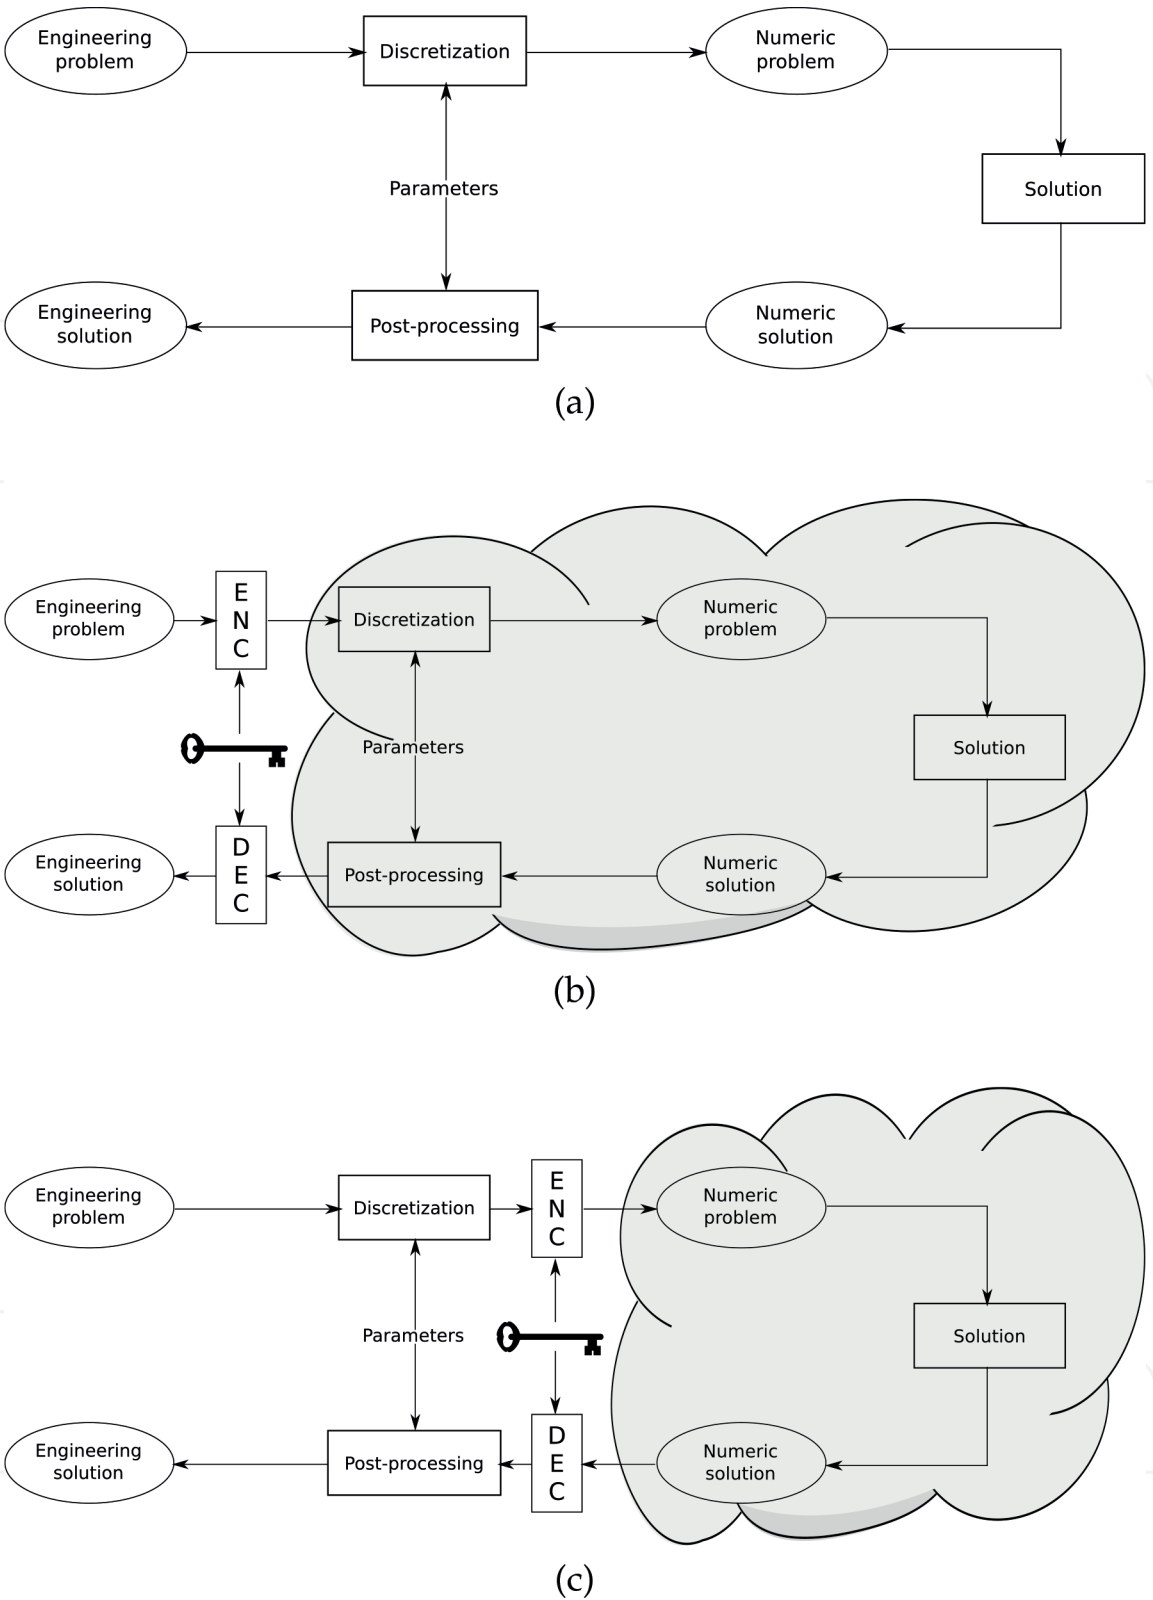 Engineering
problem
Discretization
Numeric
problem
Parameters
Solution
Engineering
solution
Post-processing
Numeric
solution
(a)
Engineering
problem
E
N
C
Discretization
Numeric
problem
Parameters
Solution
Engineering
solution
D
E
C
Post-processing
Numeric
solution
(b)
Engineering
problem
Discretization
E
N
C
Numeric
problem
Parameters
Solution
Engineering
solution
Post-processing
D
E
C
Numeric
solution
(c)